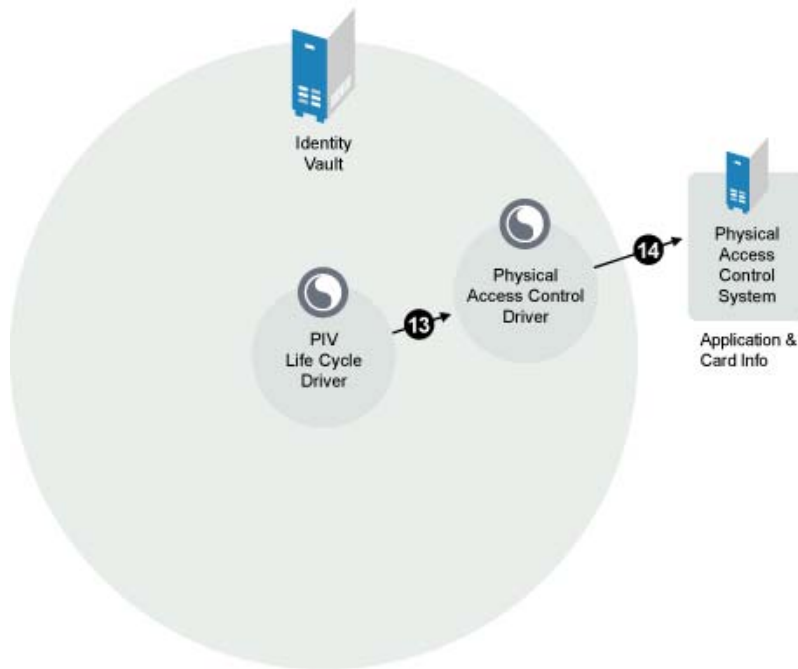 Identity
Vault
Physical
Access
Control
System
14
Physical
Access Control
Driver
13
PIV
Life Cycle
Driver
Application &
Card Info